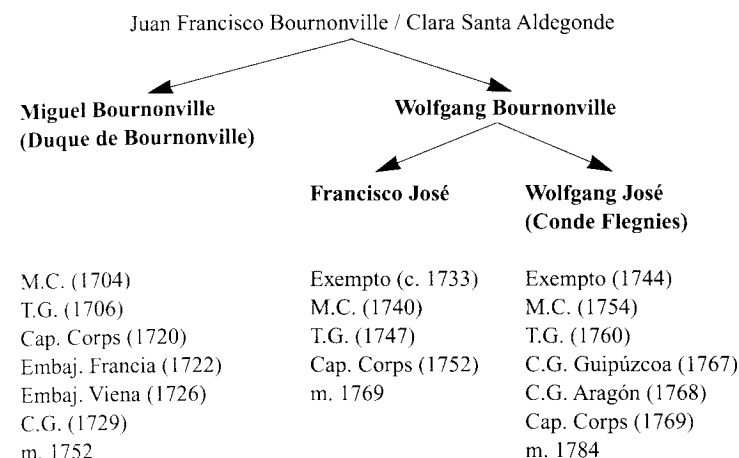 Juan Francisco Bournonville / Clara Santa Aldegonde
Miguel Bournonville
(Duque de Bournonville)
Wolfgang Bournonville
Francisco José
Wolfgang José
(Conde Flegnies)
M.C. (1704)
T.G. (1706)
Cap. Corps (1720)
Embaj. Francia (1722)
Embaj. Viena (1726)
C.G. (1729)
m. 1752
Exempto (c. 1733)
M.C. (1740)
T.G. (1747)
Cap. Corps (1752)
m. 1769
Exempto (1744)
M.C. (1754)
T.G. (1760)
C.G. Guipúzcoa (1767)
C.G. Aragón (1768)
Cap. Corps (1769)
m. 1784